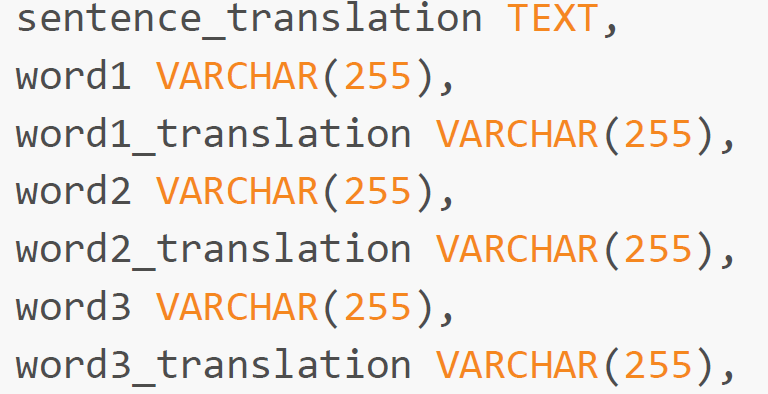 sentence_translation TEXT,
word1 VARCHAR(255),
word1_translation VARCHAR(255),
word2 VARCHAR(255),
word2_translation VARCHAR(255),
word3 VARCHAR(255),
word3_translation VARCHAR(255),